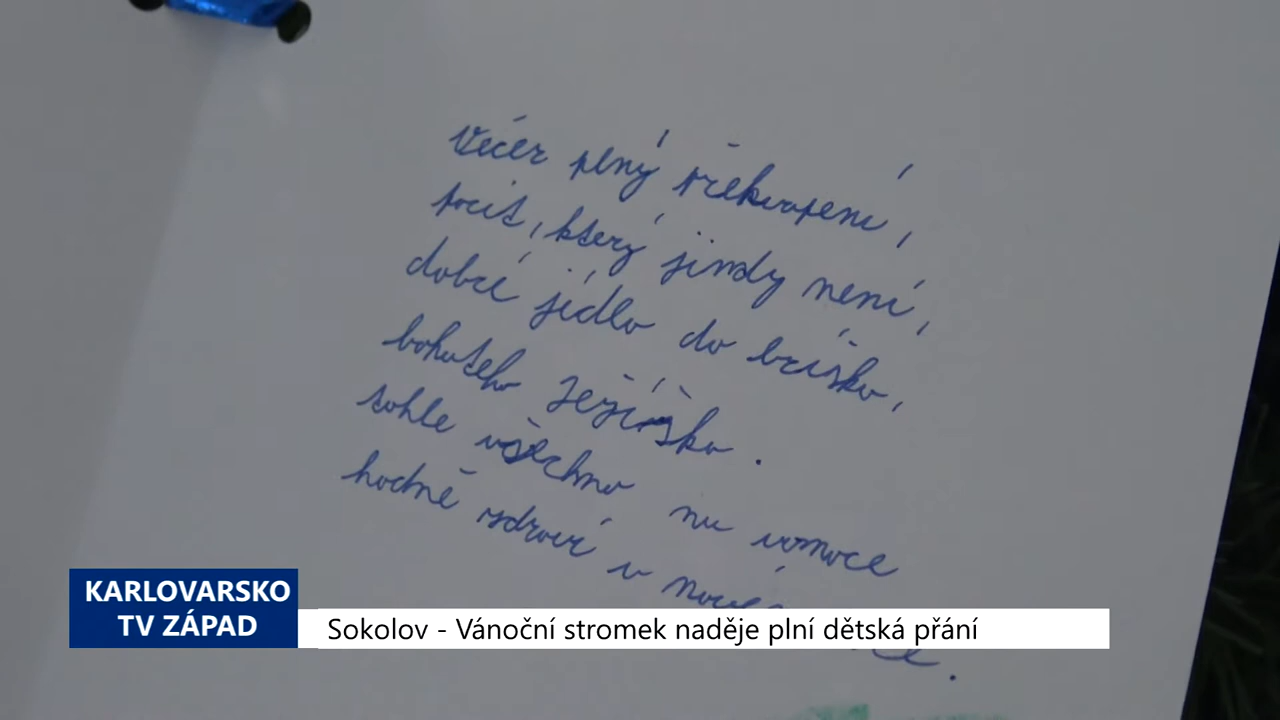 Večer plný překvapení,
pocit, který jindy není,
dobré jídlo do bříška,
bohatého Ježíška.
tohle všechno na vánoce
hodně zdraví v novém
KARLOVARSKO
TV ZÁPAD
Sokolov - Vánoční stromek naděje plní dětská přání